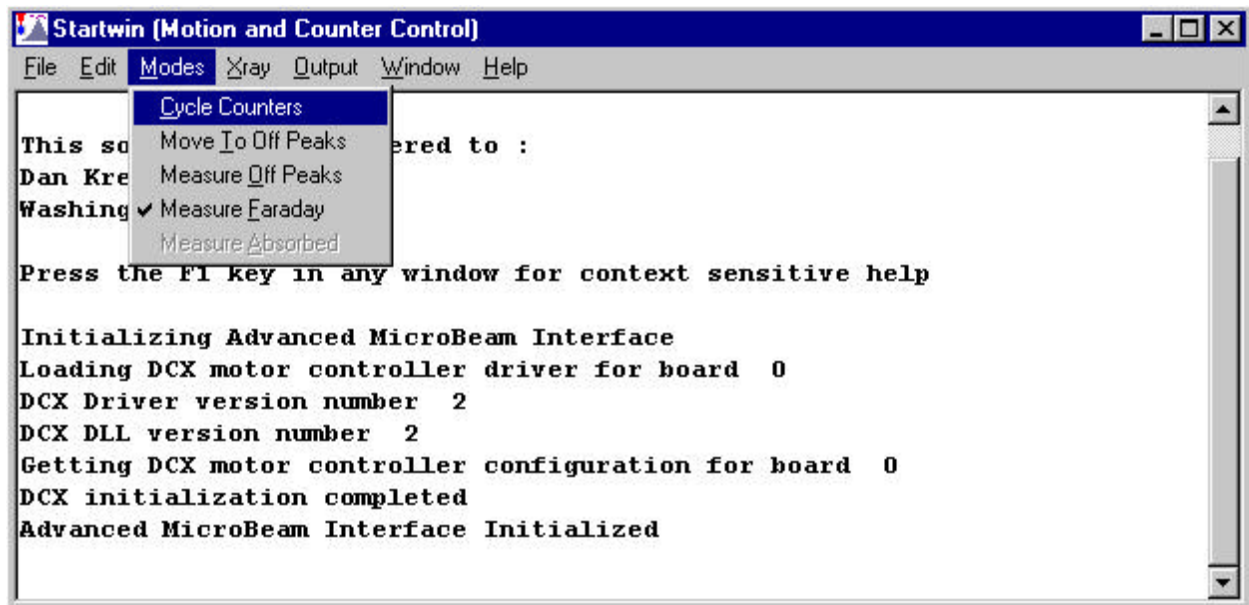 Startwin (Motion and Counter Control)
File Edit Modes Xray Output Window Help
Cycle Counters
Move To Off Peaks
Measure Off Peaks
✓ Measure Faraday
Measure Absorbed
This so ered to :
Dan Kre
Washing
Press the F1 key in any window for context sensitive help
Initializing Advanced MicroBeam Interface
Loading DCX motor controller driver for board 0
DCX Driver version number 2
DCX DLL version number 2
Getting DCX motor controller configuration for board 0
DCX initialization completed
Advanced MicroBeam Interface Initialized